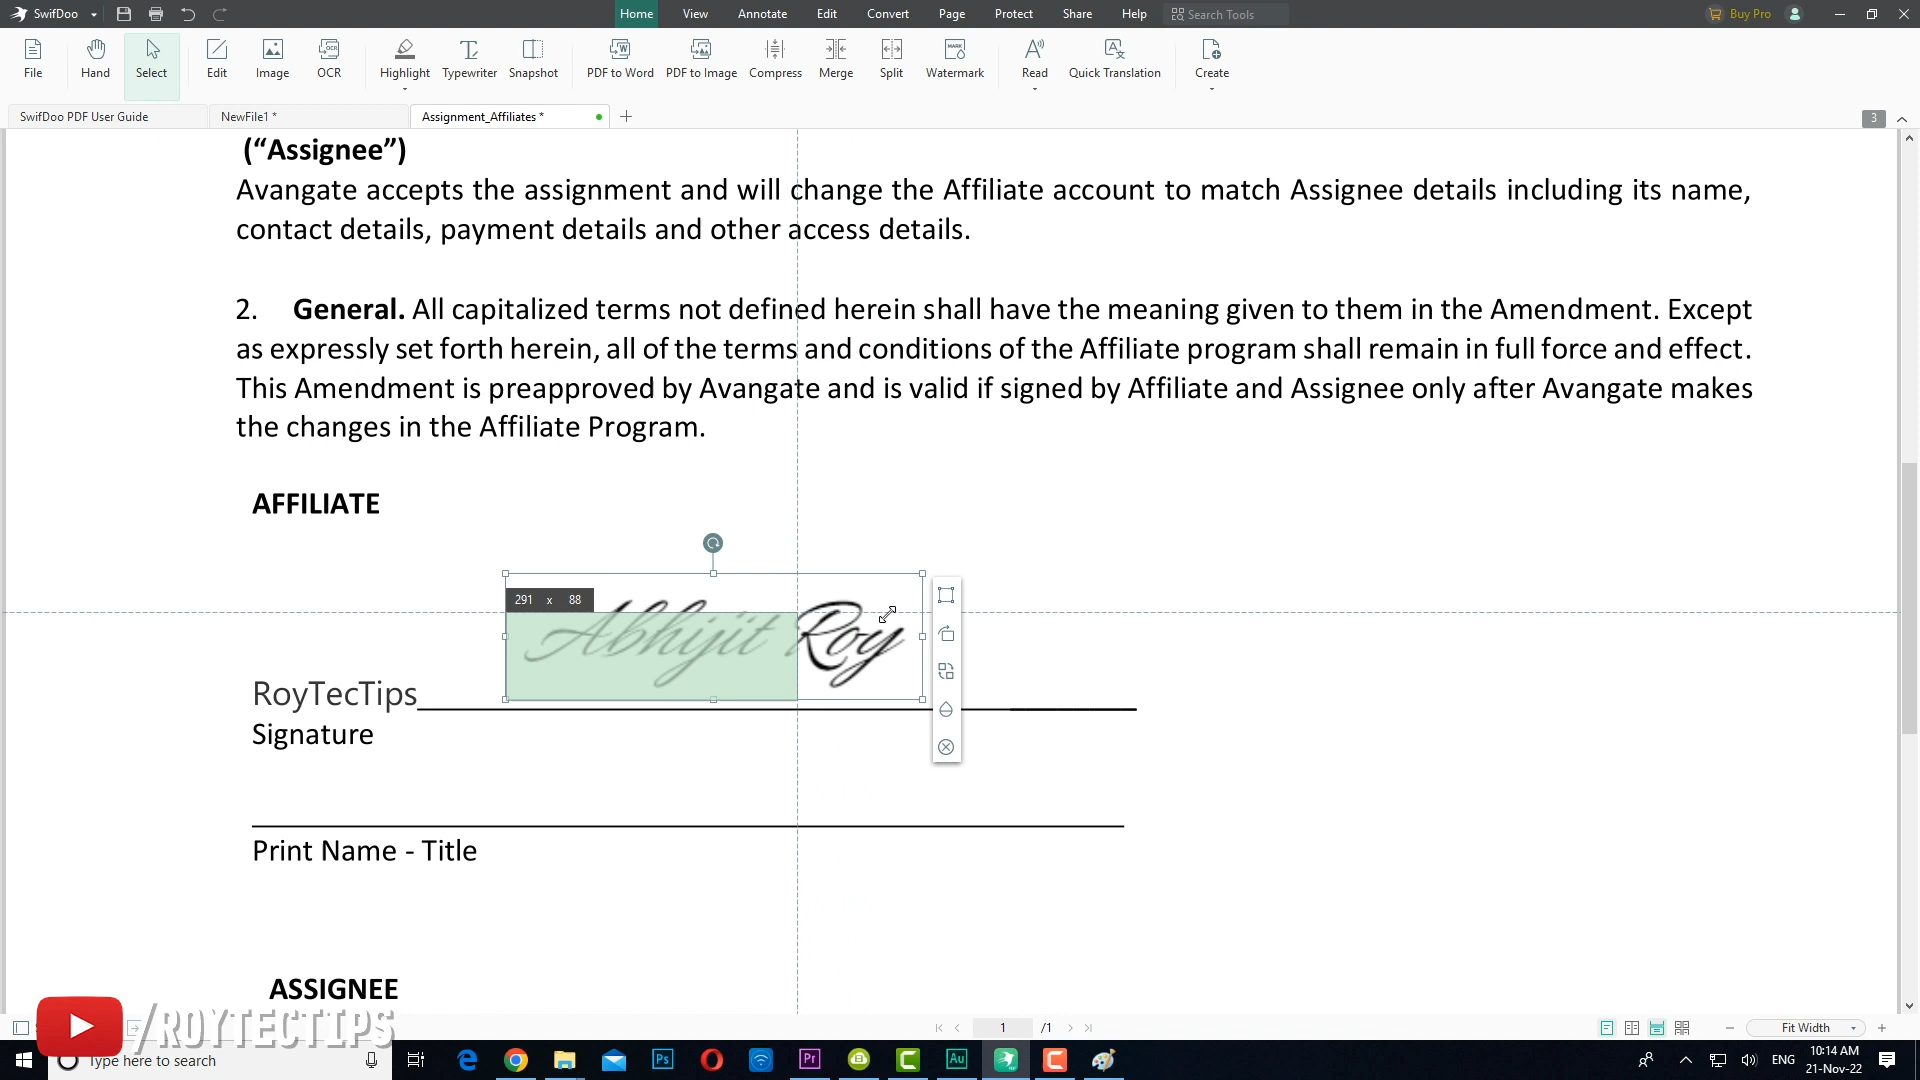 SwifDoo
Home View Annotate Edit Convert Page Protect Share Help Search Tools
Buy Pro
File Hand Select Edit Image OCR Highlight Typewriter Snapshot PDF to Word PDF to Image Compress Merge Split Watermark Read Quick Translation Create
SwifDoo PDF User Guide NewFile1 * Assignment_Affiliates *
3
(“Assignee”)
Avangate accepts the assignment and will change the Affiliate account to match Assignee details including its name,
contact details, payment details and other access details.
2. General. All capitalized terms not defined herein shall have the meaning given to them in the Amendment. Except
as expressly set forth herein, all of the terms and conditions of the Affiliate program shall remain in full force and effect.
This Amendment is preapproved by Avangate and is valid if signed by Affiliate and Assignee only after Avangate makes
the changes in the Affiliate Program.
AFFILIATE
291 x 88
Abhijit Roy
RoyTecTips
Signature
Print Name - Title
ASSIGNEE
/ROYTECTIPS
1 /1
Fit Width
Type here to search
ENG
10:14 AM
21-Nov-22